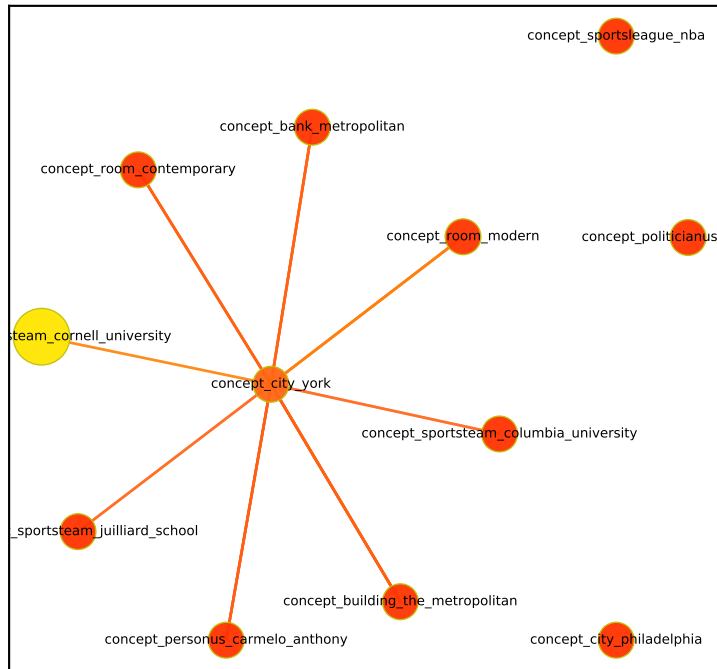 concept_sportsleague_nba
concept_bank_metropolitan
concept_room_contemporary
concept_room_modern
concept_politicianus
steam_cornell_university
concept_city_york
concept_sportsteam_columbia_university
_sportsteam_juilliard_school
concept_building_the_metropolitan
concept_personus_carmelo_anthony
concept_city_philadelphia